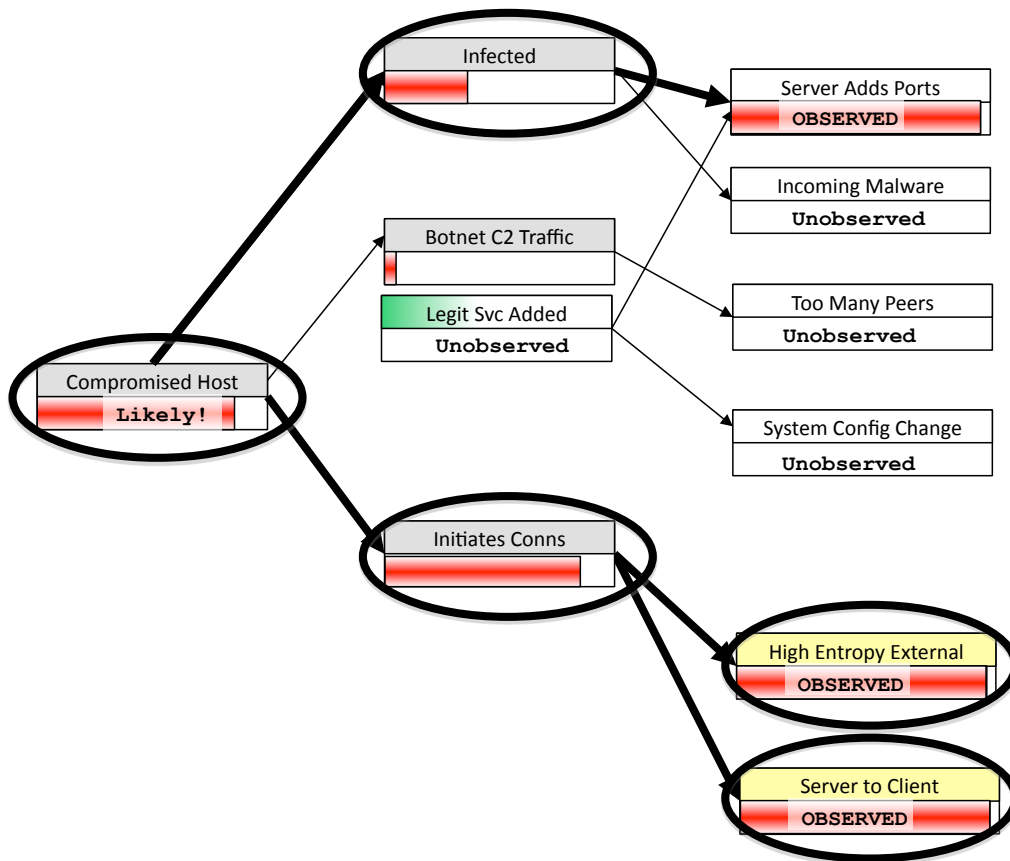 Infected
Server Adds Ports
OBSERVED
Incoming Malware
Unobserved
Botnet C2 Traffic
Legit Svc Added
Unobserved
Too Many Peers
Unobserved
Compromised Host
Likely!
System Config Change
Unobserved
Initiates Conns
High Entropy External
OBSERVED
Server to Client
OBSERVED